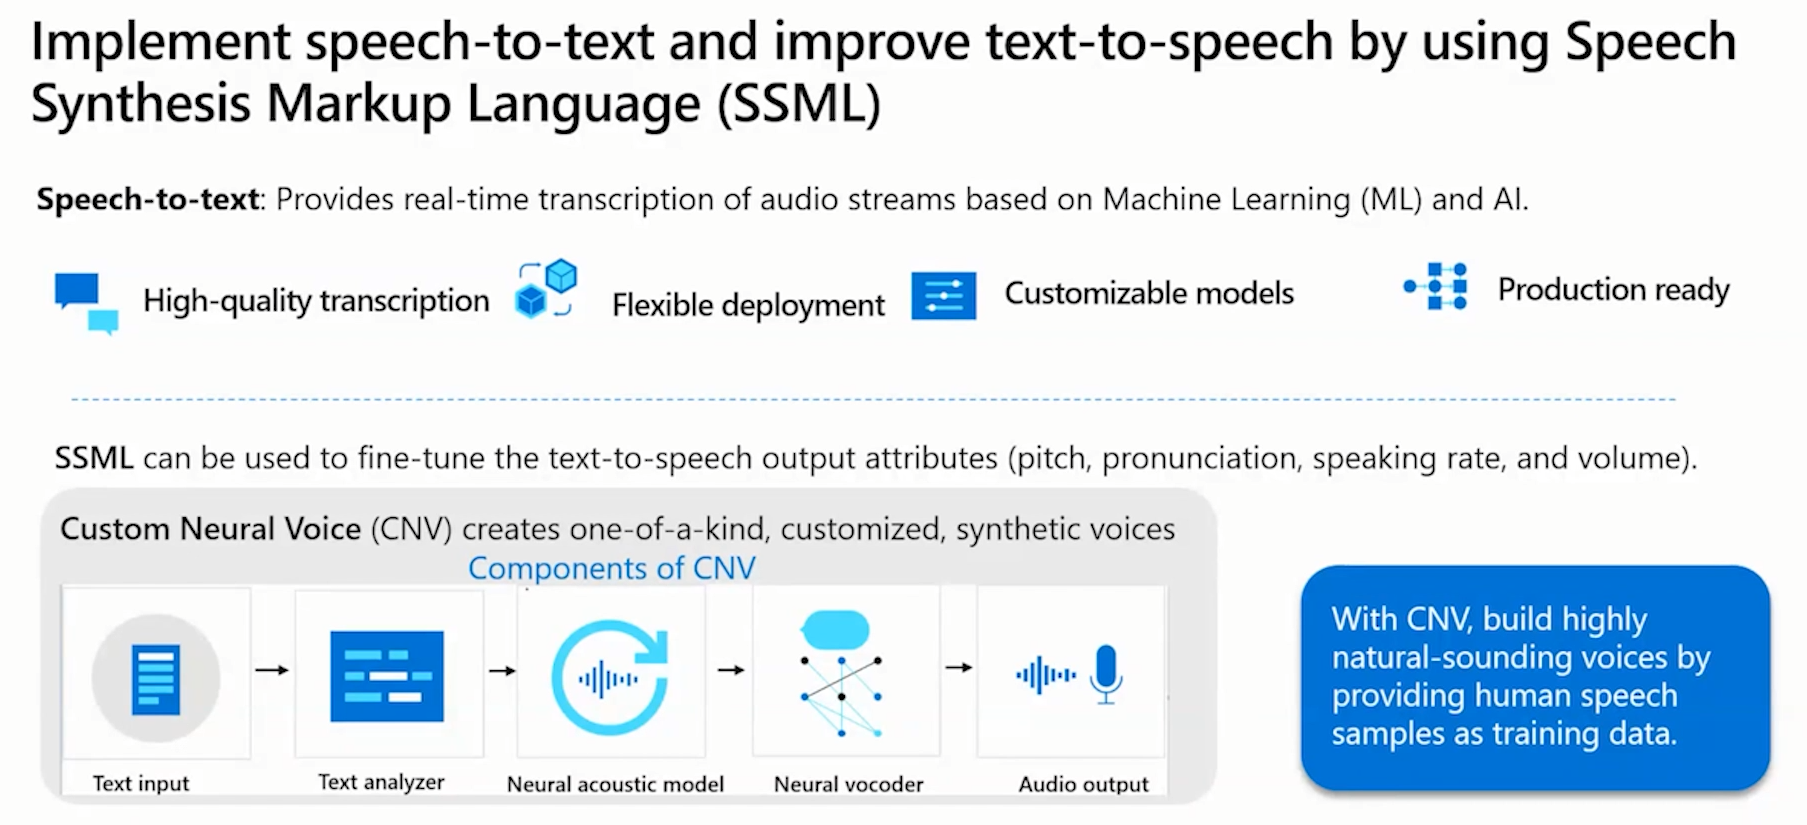 Implement speech-to-text and improve text-to-speech by using Speech
Synthesis Markup Language (SSML)
Speech-to-text: Provides real-time transcription of audio streams based on Machine Learning (ML) and AI.
High-quality transcription
Flexible deployment
Customizable models
Production ready
SSML can be used to fine-tune the text-to-speech output attributes (pitch, pronunciation, speaking rate, and volume).
Custom Neural Voice (CNV) creates one-of-a-kind, customized, synthetic voices
Components of CNV
Text input
Text analyzer
Neural acoustic model
Neural vocoder
Audio output
With CNV, build highly
natural-sounding voices by
providing human speech
samples as training data.